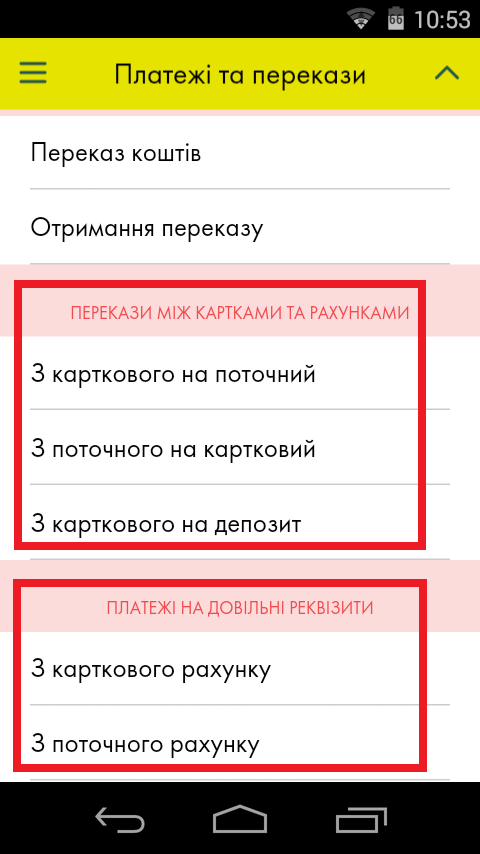 66 10:53
Платежі та перекази
Переказ коштів
Отримання переказу
ПЕРЕКАЗИ МІЖ КАРТКАМИ ТА РАХУНКАМИ
З карткового на поточний
З поточного на картковий
З карткового на депозит
ПЛАТЕЖІ НА ДОВІЛЬНІ РЕКВІЗИТИ
З карткового рахунку
З поточного рахунку